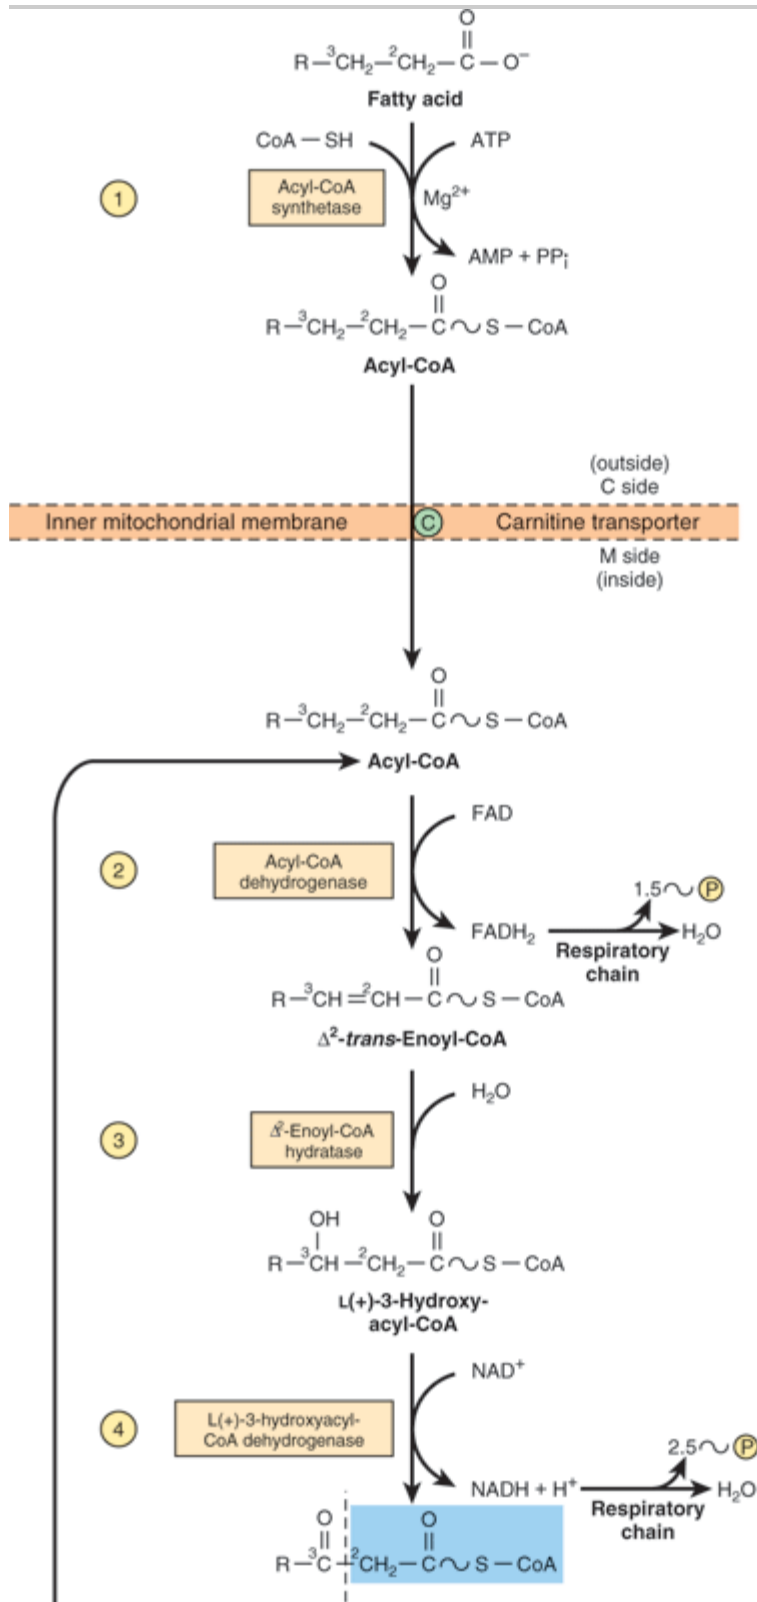 O
R—³CH₂—²CH₂—C—O⁻
Fatty acid
CoA—SH
ATP
1
Acyl-CoA
synthetase
Mg²⁺
AMP + PPi
O
R—³CH₂—²CH₂—C~S—CoA
Acyl-CoA
(outside)
C side
Inner mitochondrial membrane
C
Carnitine transporter
M side
(inside)
O
R—³CH₂—²CH₂—C~S—CoA
Acyl-CoA
FAD
2
Acyl-CoA
dehydrogenase
1.5~P
FADH₂
H₂O
Respiratory
chain
O
R—³CH=²CH—C~S—CoA
Δ²-trans-Enoyl-CoA
H₂O
3
Δ²-Enoyl-CoA
hydratase
OH
O
R—³CH—²CH₂—C~S—CoA
L(+)-3-Hydroxy-
acyl-CoA
NAD⁺
4
L(+)-3-hydroxyacyl-
CoA dehydrogenase
2.5~P
NADH + H⁺
H₂O
Respiratory
chain
O
O
R—³C—²CH₂—C~S—CoA